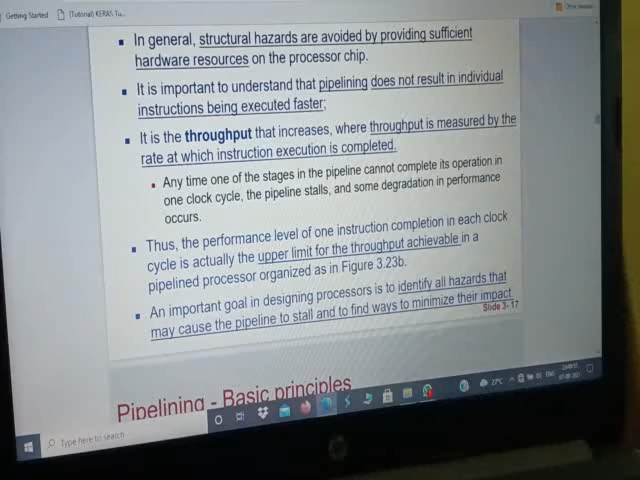 Getting Started
(Tutorial) KERAS Tu...
▪ In general, structural hazards are avoided by providing sufficient
hardware resources on the processor chip.
▪ It is important to understand that pipelining does not result in individual
instructions being executed faster;
▪ It is the throughput that increases, where throughput is measured by the
rate at which instruction execution is completed.
▪ Any time one of the stages in the pipeline cannot complete its operation in
one clock cycle, the pipeline stalls, and some degradation in performance
occurs.
▪ Thus, the performance level of one instruction completion in each clock
cycle is actually the upper limit for the throughput achievable in a
pipelined processor organized as in Figure 3.23b.
▪ An important goal in designing processors is to identify all hazards that
may cause the pipeline to stall and to find ways to minimize their impact
Slide 3- 17
Pipelining - Basic principles
Type here to search
27°C
ENG